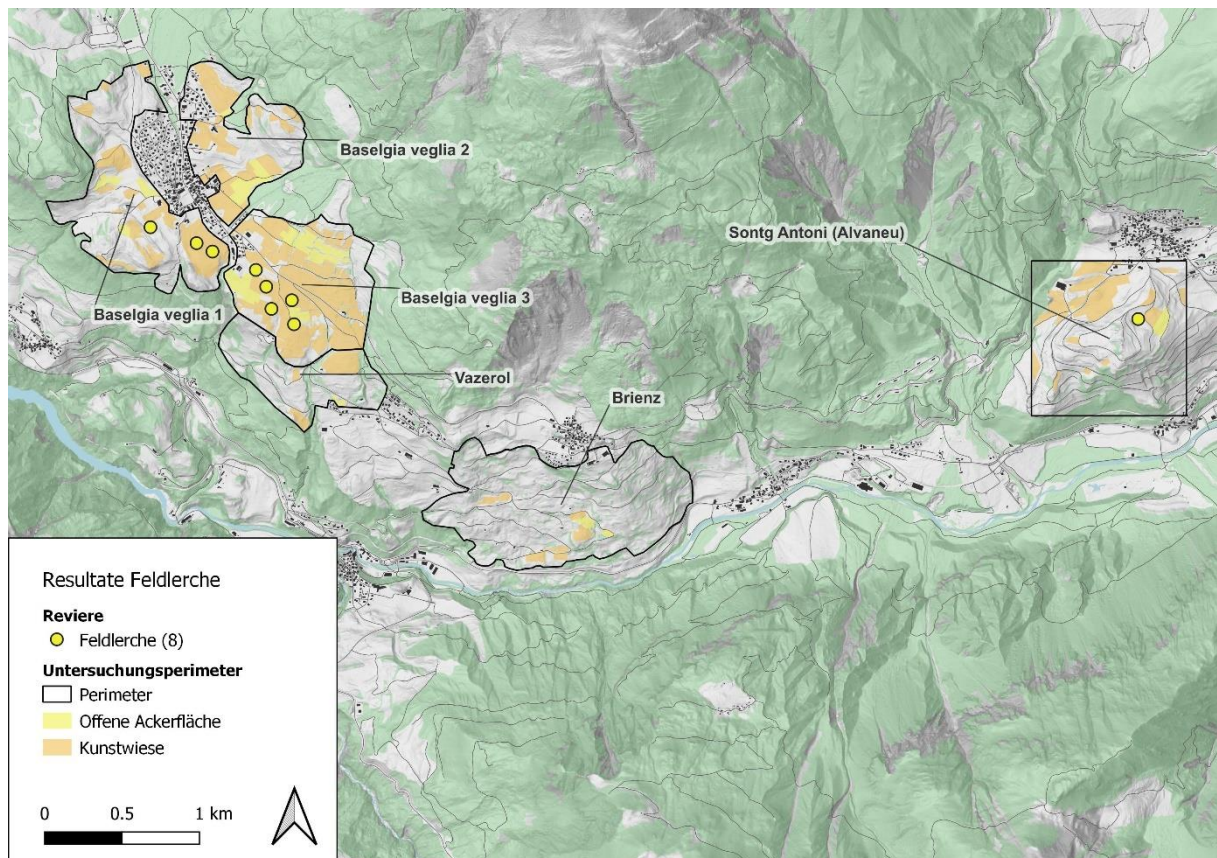 Baselgia veglia 2
Sontg Antoni (Alvaneu)
Baselgia veglia 3
Baselgia veglia 1
Vazerol
Brienz
Resultate Feldlerche
Reviere
Feldlerche (8)
Untersuchungsperimeter
Perimeter
Offene Ackerfläche
Kunstwiese
0 0.5 1 km